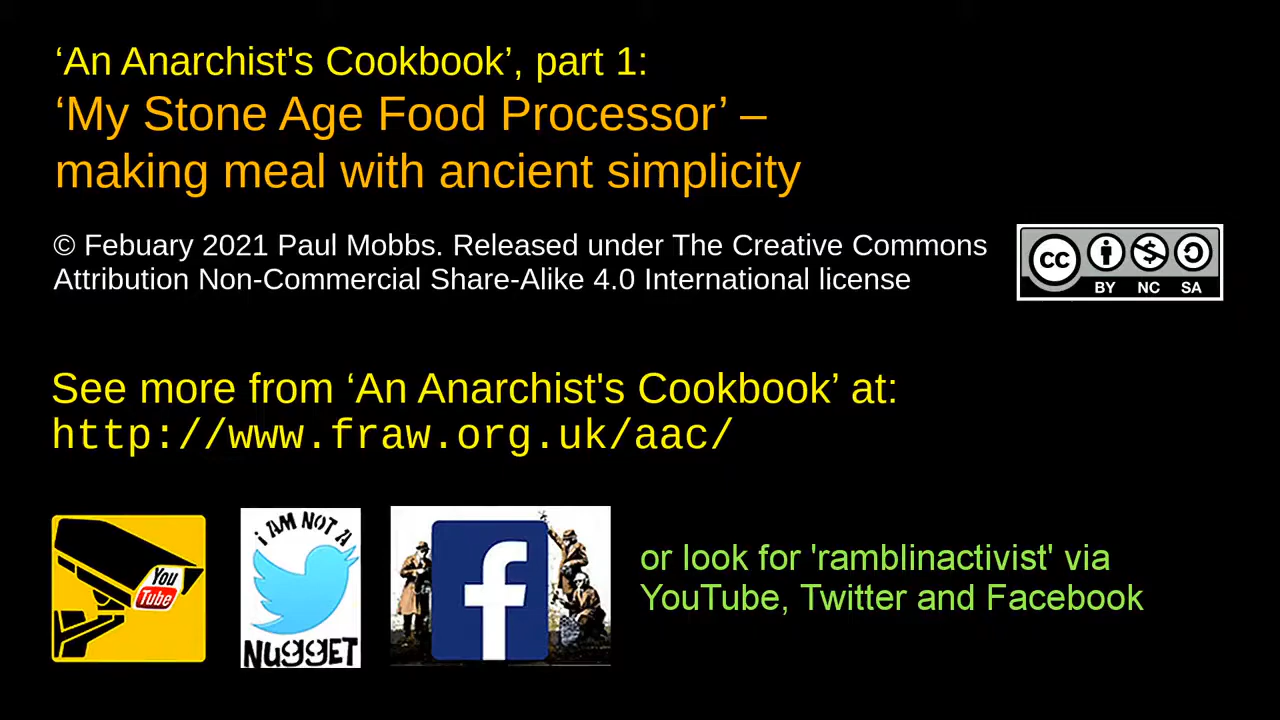 ‘An Anarchist's Cookbook’, part 1:
‘My Stone Age Food Processor’ –
making meal with ancient simplicity
© Febuary 2021 Paul Mobbs. Released under The Creative Commons
Attribution Non-Commercial Share-Alike 4.0 International license
cc
BY NC SA
See more from ‘An Anarchist's Cookbook’ at:
http://www.fraw.org.uk/aac/
You
Tube
i AM NOT A
NUggET
f
or look for 'ramblinactivist' via
YouTube, Twitter and Facebook